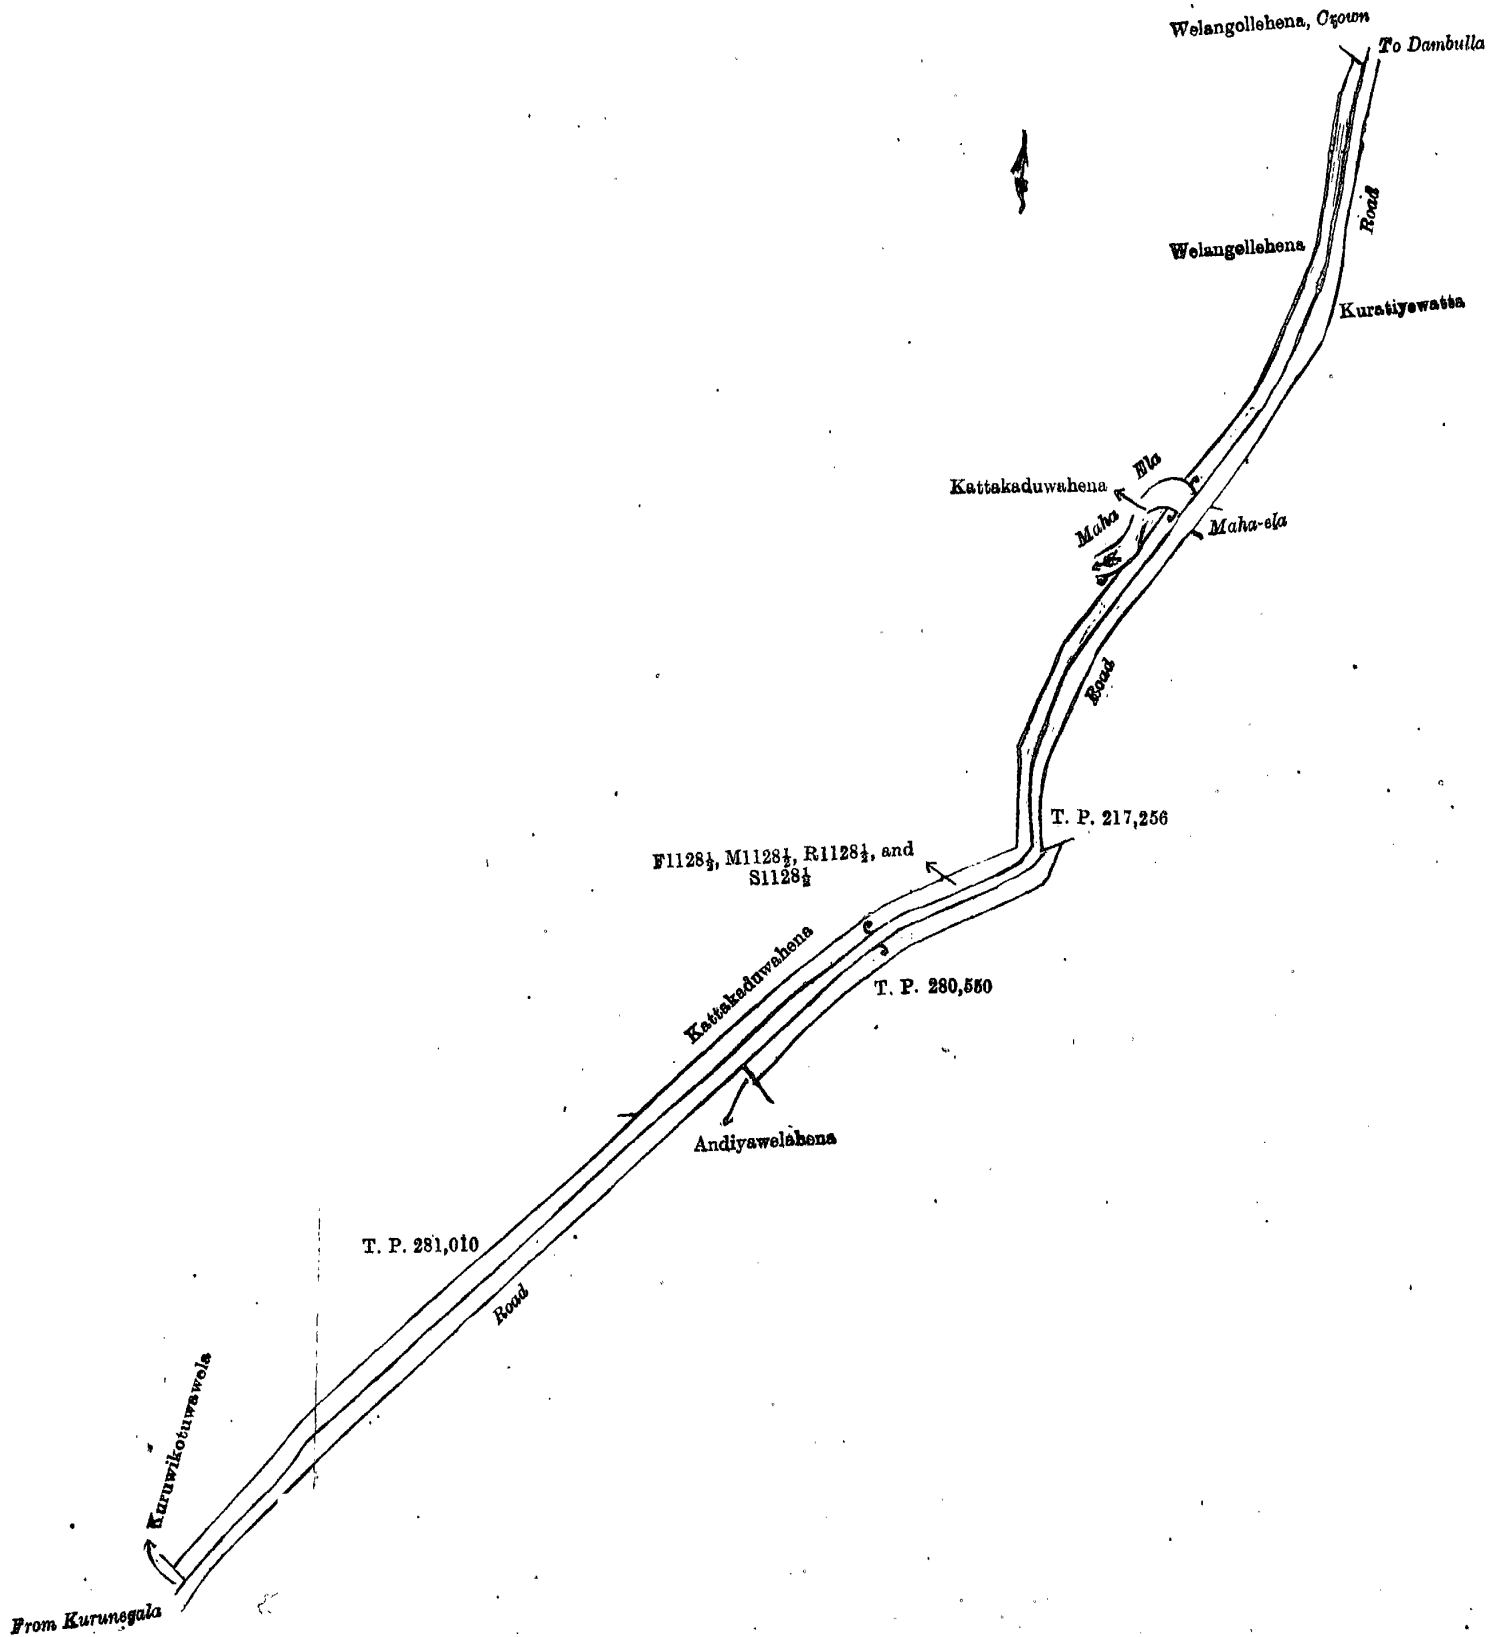 Welangollehena, Crown
To Dambulla
Road
Welangollehena
Kuratiyewatta
Kattakaduwahena
Maha Ela
Maha-ela
Road
T. P. 217,256
F1128½, M1128½, R1128½, and
S1128½
Kattakaduwahena
T. P. 280,550
Andiyawelahena
T. P. 281,010
Road
Kuruwikotuwawela
From Kurunegala